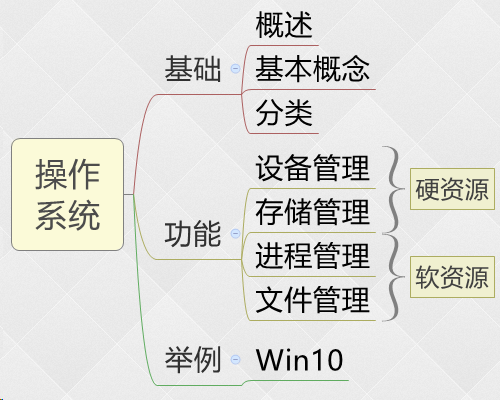 操作
系统
基础
概述
基本概念
分类
功能
设备管理
存储管理
进程管理
文件管理
硬资源
软资源
举例
Win10